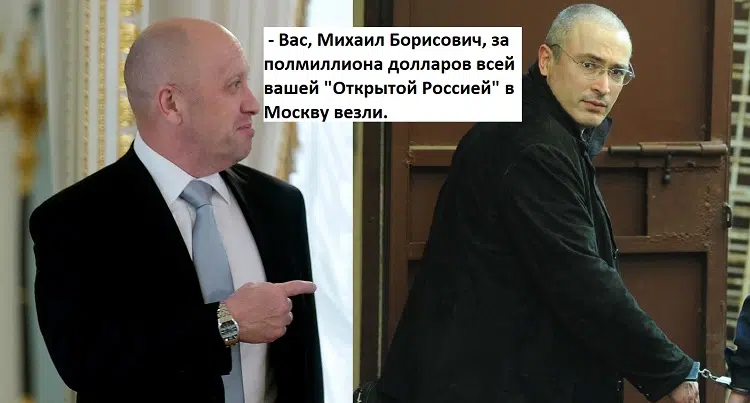 - Вас, Михаил Борисович, за
полмиллиона долларов всей
вашей "Открытой Россией" в
Москву везли.